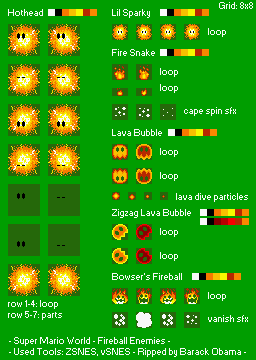 Grid: 8x8
Hothead
Lil Sparky
loop
Fire Snake
loop
loop
cape spin sfx
Lava Bubble
loop
loop
lava dive particles
Zigzag Lava Bubble
loop
loop
Bowser's Fireball
loop
vanish sfx
row 1-4: loop
row 5-7: parts
- Super Mario World - Fireball Enemies -
- Used Tools: ZSNES, vSNES - Ripped by Barack Obama -